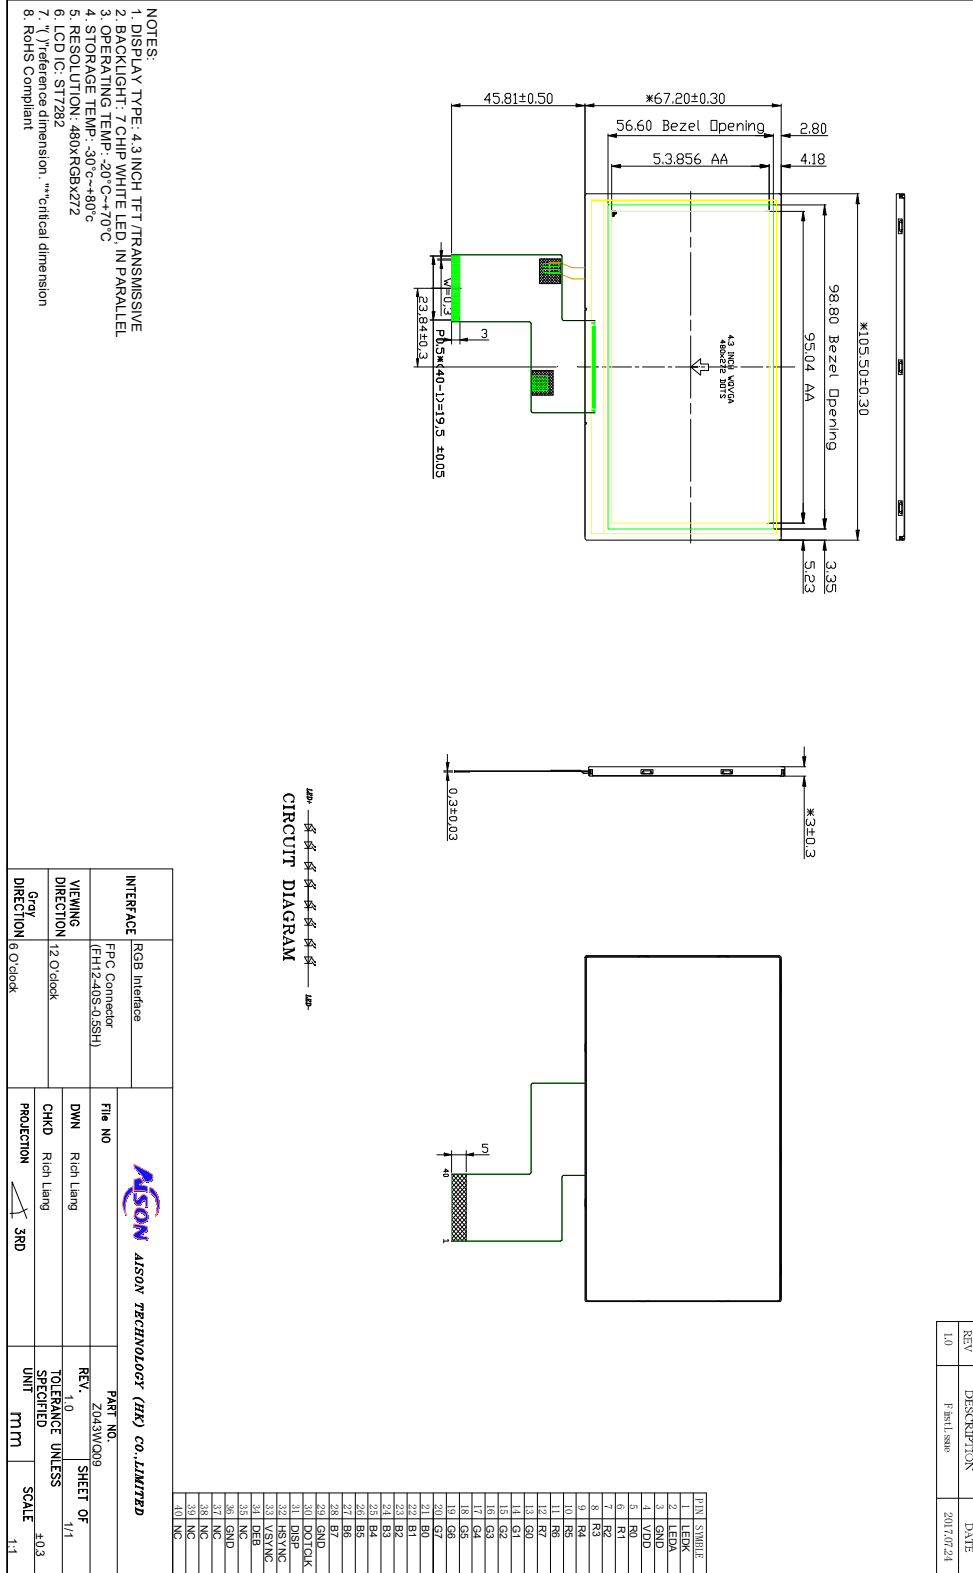 REV
DESCRIPTION
DATE
1.0
First Lssue
2017.07.24
*105.50±0.30
98.80 Bezel Opening
95.04 AA
3.35
5.23
*67.20±0.30
56.60 Bezel Opening
5.3.856 AA
2.80
4.18
45.81±0.50
4.3 INCH WQVGA
480x272 DOTS
W=0,3
23,84±0,3
3
P0.5*(40-1)=19,5 ±0.05
*3±0.3
0,3±0,03
5
40
1
LED+
LED-
CIRCUIT DIAGRAM
NOTES:
1. DISPLAY TYPE: 4.3 INCH TFT /TRANSMISSIVE
2. BACKLIGHT: 7 CHIP WHITE LED, IN PARALLEL
3. OPERATING TEMP: -20°C~+70°C
4. STORAGE TEMP: -30°c~+80°c
5. RESOLUTION: 480xRGBx272
6. LCD IC: ST7282
7. "( )"reference dimension . "*"critical dimension
8. RoHS Compliant
PIN SYMBLE
1 LEDK
2 LEDA
3 GND
4 VDD
5 R0
6 R1
7 R2
8 R3
9 R4
10 R5
11 R6
12 R7
13 G0
14 G1
15 G2
16 G3
17 G4
18 G5
19 G6
20 G7
21 B0
22 B1
23 B2
24 B3
25 B4
26 B5
27 B6
28 B7
29 GND
30 DOTCLK
31 DISP
32 HSYNC
33 VSYNC
34 DEB
35 NC
36 GND
37 NC
38 NC
39 NC
40 NC
INTERFACE
RGB Interface
FPC Connector
(FH12-40S-0.5SH)
VIEWING
DIRECTION
12 O'clock
Gray
DIRECTION
6 O'clock
AISON
AISON TECHNOLOGY (HK) CO.,LIMITED
File NO
PART NO.
Z043WQ09
DWN Rich Liang
REV.
1.0
SHEET OF
1/1
CHKD Rich Liang
TOLERANCE UNLESS
SPECIFIED
±0.3
PROJECTION
3RD
UNIT
mm
SCALE
1:1